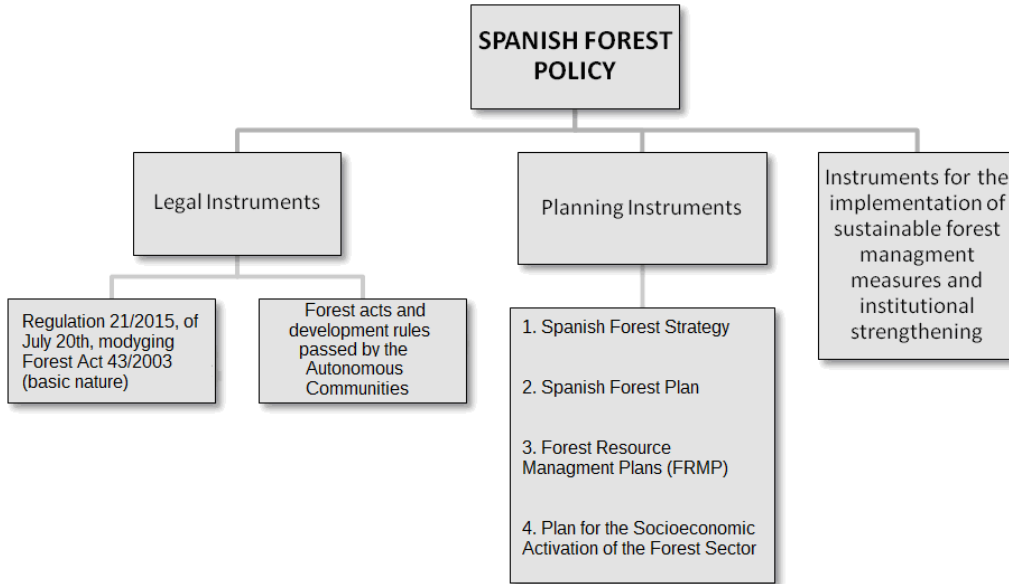 SPANISH FOREST
POLICY
Legal Instruments
Planning Instruments
Instruments for the
implementation of
sustainable forest
managment
measures and
institutional
strengthening
Regulation 21/2015, of
July 20th, modyging
Forest Act 43/2003
(basic nature)
Forest acts and
development rules
passed by the
Autonomous
Communities
1. Spanish Forest Strategy
2. Spanish Forest Plan
3. Forest Resource
Managment Plans (FRMP)
4. Plan for the Socioeconomic
Activation of the Forest Sector